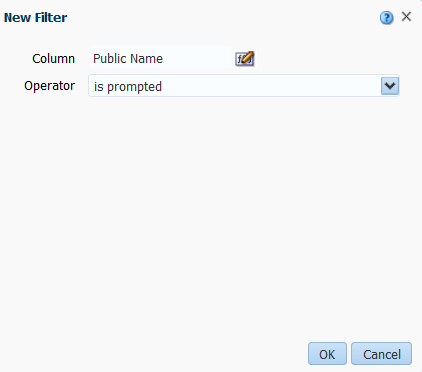 New Filter
Column Public Name
Operator is prompted
OK Cancel